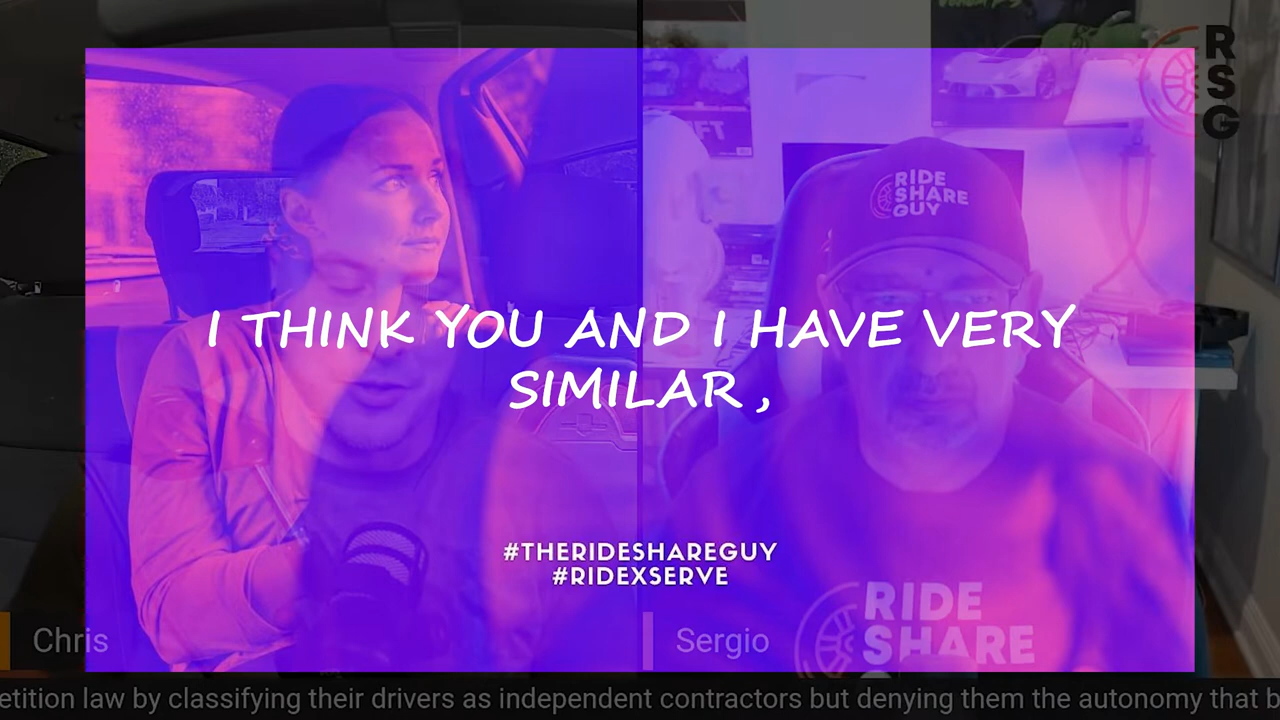 R
S
G
FT
RIDE
SHARE
GUY
I THINK YOU AND I HAVE VERY
SIMILAR ,
#THERIDESHAREGUY
#RIDEXSERVE
RIDE
SHARE
Chris
Sergio
etition law by classifying their drivers as independent contractors but denying them the autonomy that b